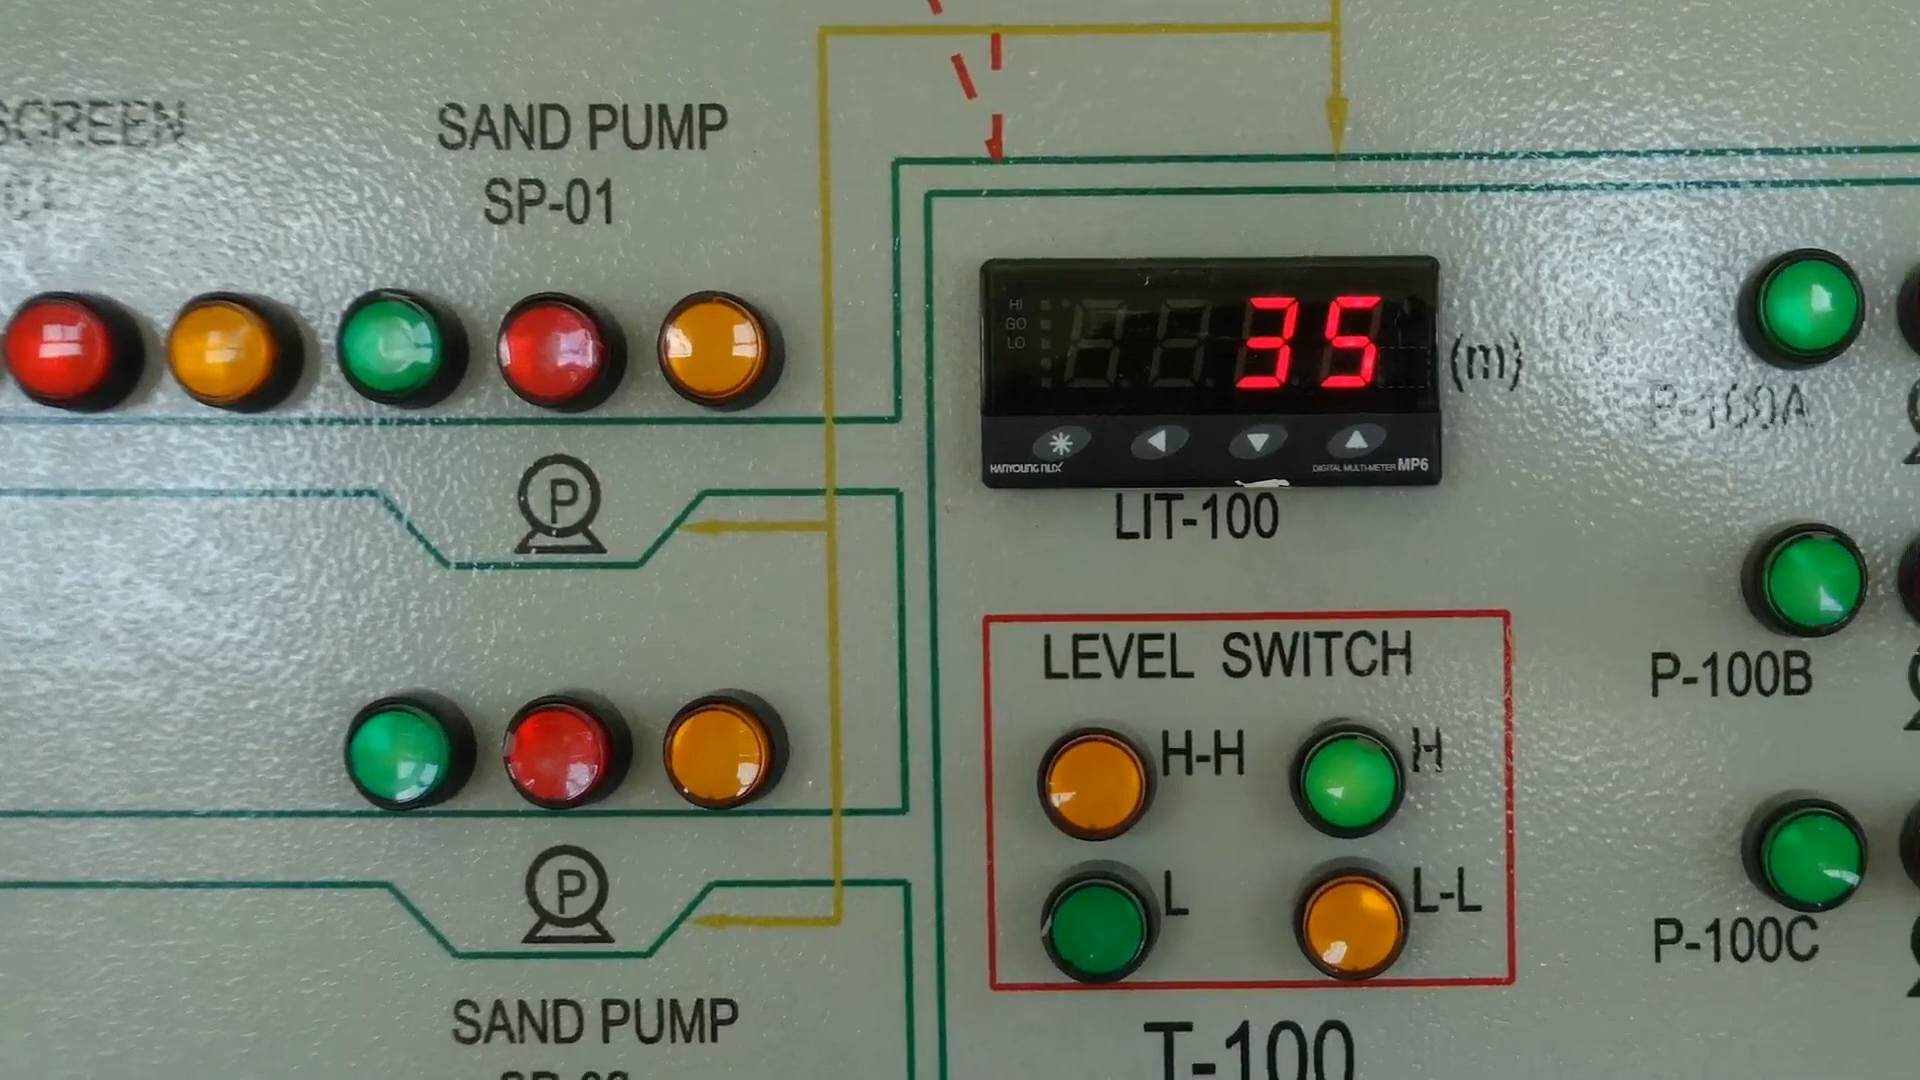 SCREEN
SAND PUMP
SP-01
HI
GO
LO
35
(m)
HANYOUNG NUX
DIGITAL MULTI-METER MP6
LIT-100
P-100A
P
LEVEL SWITCH
H-H
H
L
L-L
P-100B
P
P-100C
SAND PUMP
T-100